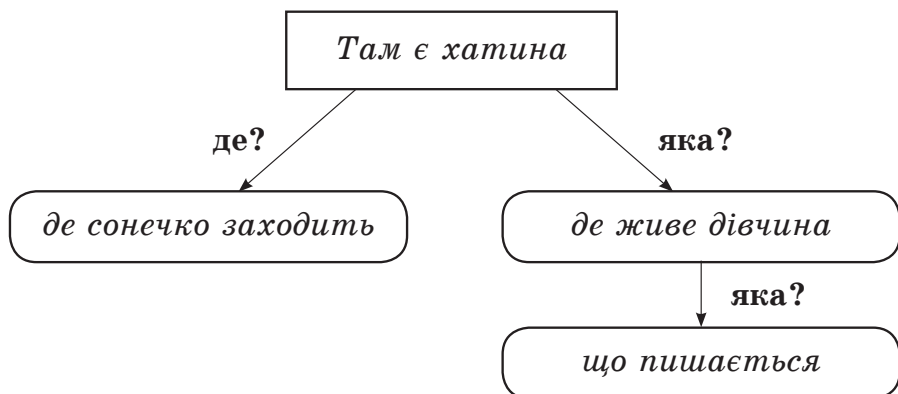 Там є хатина
де?
яка?
де сонечко заходить
де живе дівчина
яка?
що пишається